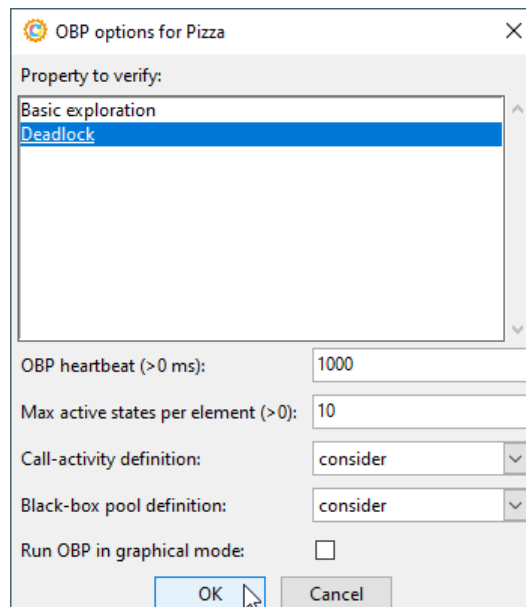 OBP options for Pizza
Property to verify:
Basic exploration
Deadlock
OBP heartbeat (>0 ms): 1000
Max active states per element (>0): 10
Call-activity definition: consider
Black-box pool definition: consider
Run OBP in graphical mode:
OK Cancel